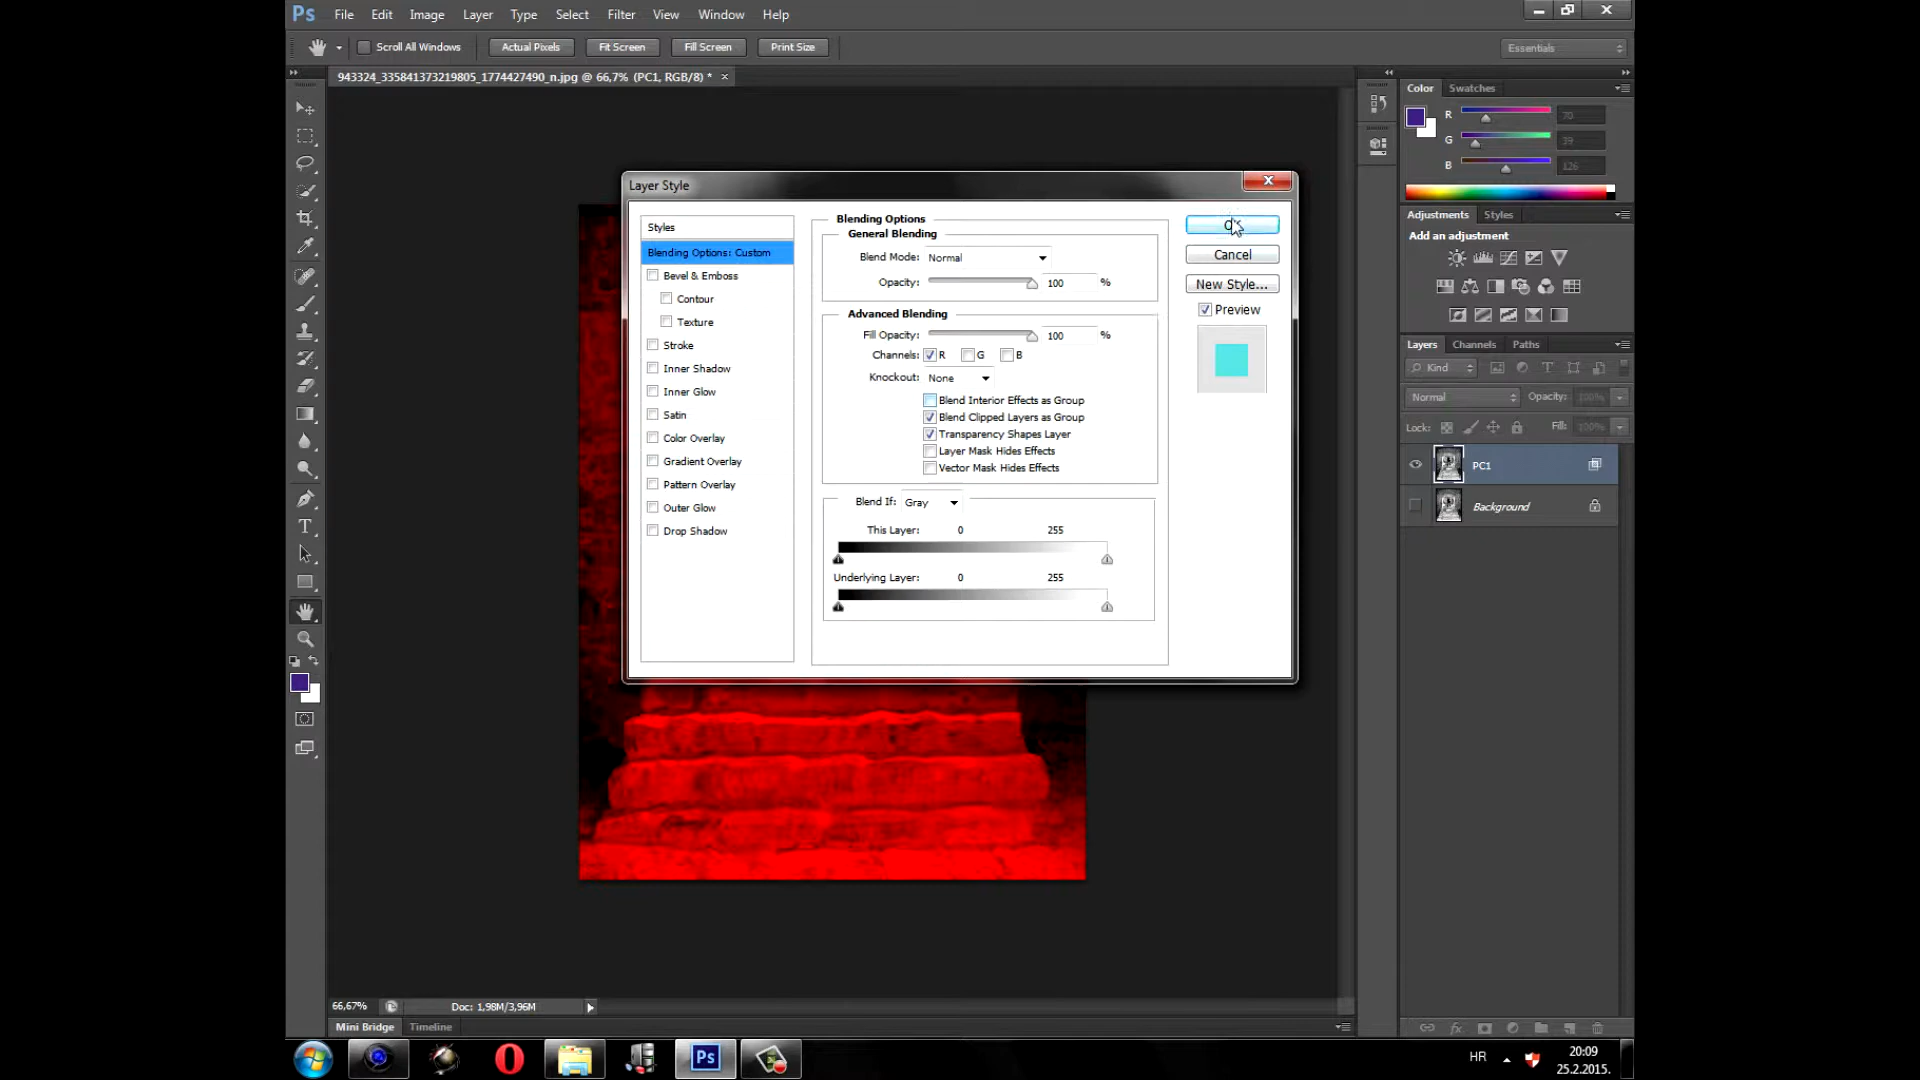 Ps File Edit Image Layer Type Select Filter View Window Help
Scroll All Windows Actual Pixels Fit Screen Fill Screen Print Size Essentials
943324_335841373219805_1774427490_n.jpg @ 66,7% (PC1, RGB/8) *
Color Swatches
R 70
G 39
B 126
Adjustments Styles
Add an adjustment
Layers Channels Paths
Kind
Normal Opacity: 100%
Lock: Fill: 100%
PC1
Background
Layer Style
Styles
Blending Options: Custom
Bevel & Emboss
Contour
Texture
Stroke
Inner Shadow
Inner Glow
Satin
Color Overlay
Gradient Overlay
Pattern Overlay
Outer Glow
Drop Shadow
Blending Options
General Blending
Blend Mode: Normal
Opacity: 100 %
Advanced Blending
Fill Opacity: 100 %
Channels: R G B
Knockout: None
Blend Interior Effects as Group
Blend Clipped Layers as Group
Transparency Shapes Layer
Layer Mask Hides Effects
Vector Mask Hides Effects
Blend If: Gray
This Layer: 0 255
Underlying Layer: 0 255
Cancel
New Style...
Preview
66,67% Doc: 1,98M/3,96M
Mini Bridge Timeline
Ps
HR 20:09
25.2.2015.